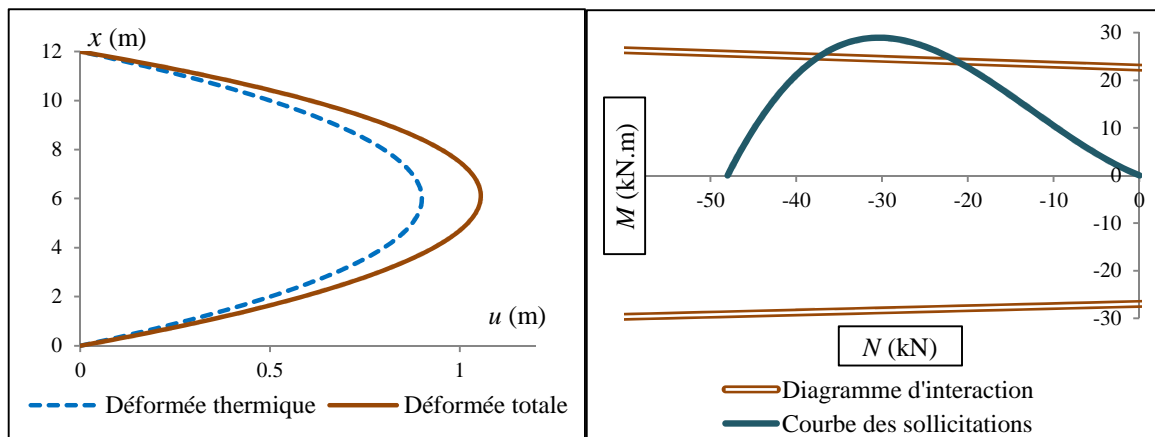 x (m)
12
10
8
6
4
2
0
0
0.5
1
u (m)
Déformée thermique
Déformée totale
30
20
10
0
-10
-20
-30
-50
-40
-30
-20
-10
0
M (kN.m)
N (kN)
Diagramme d'interaction
Courbe des sollicitations